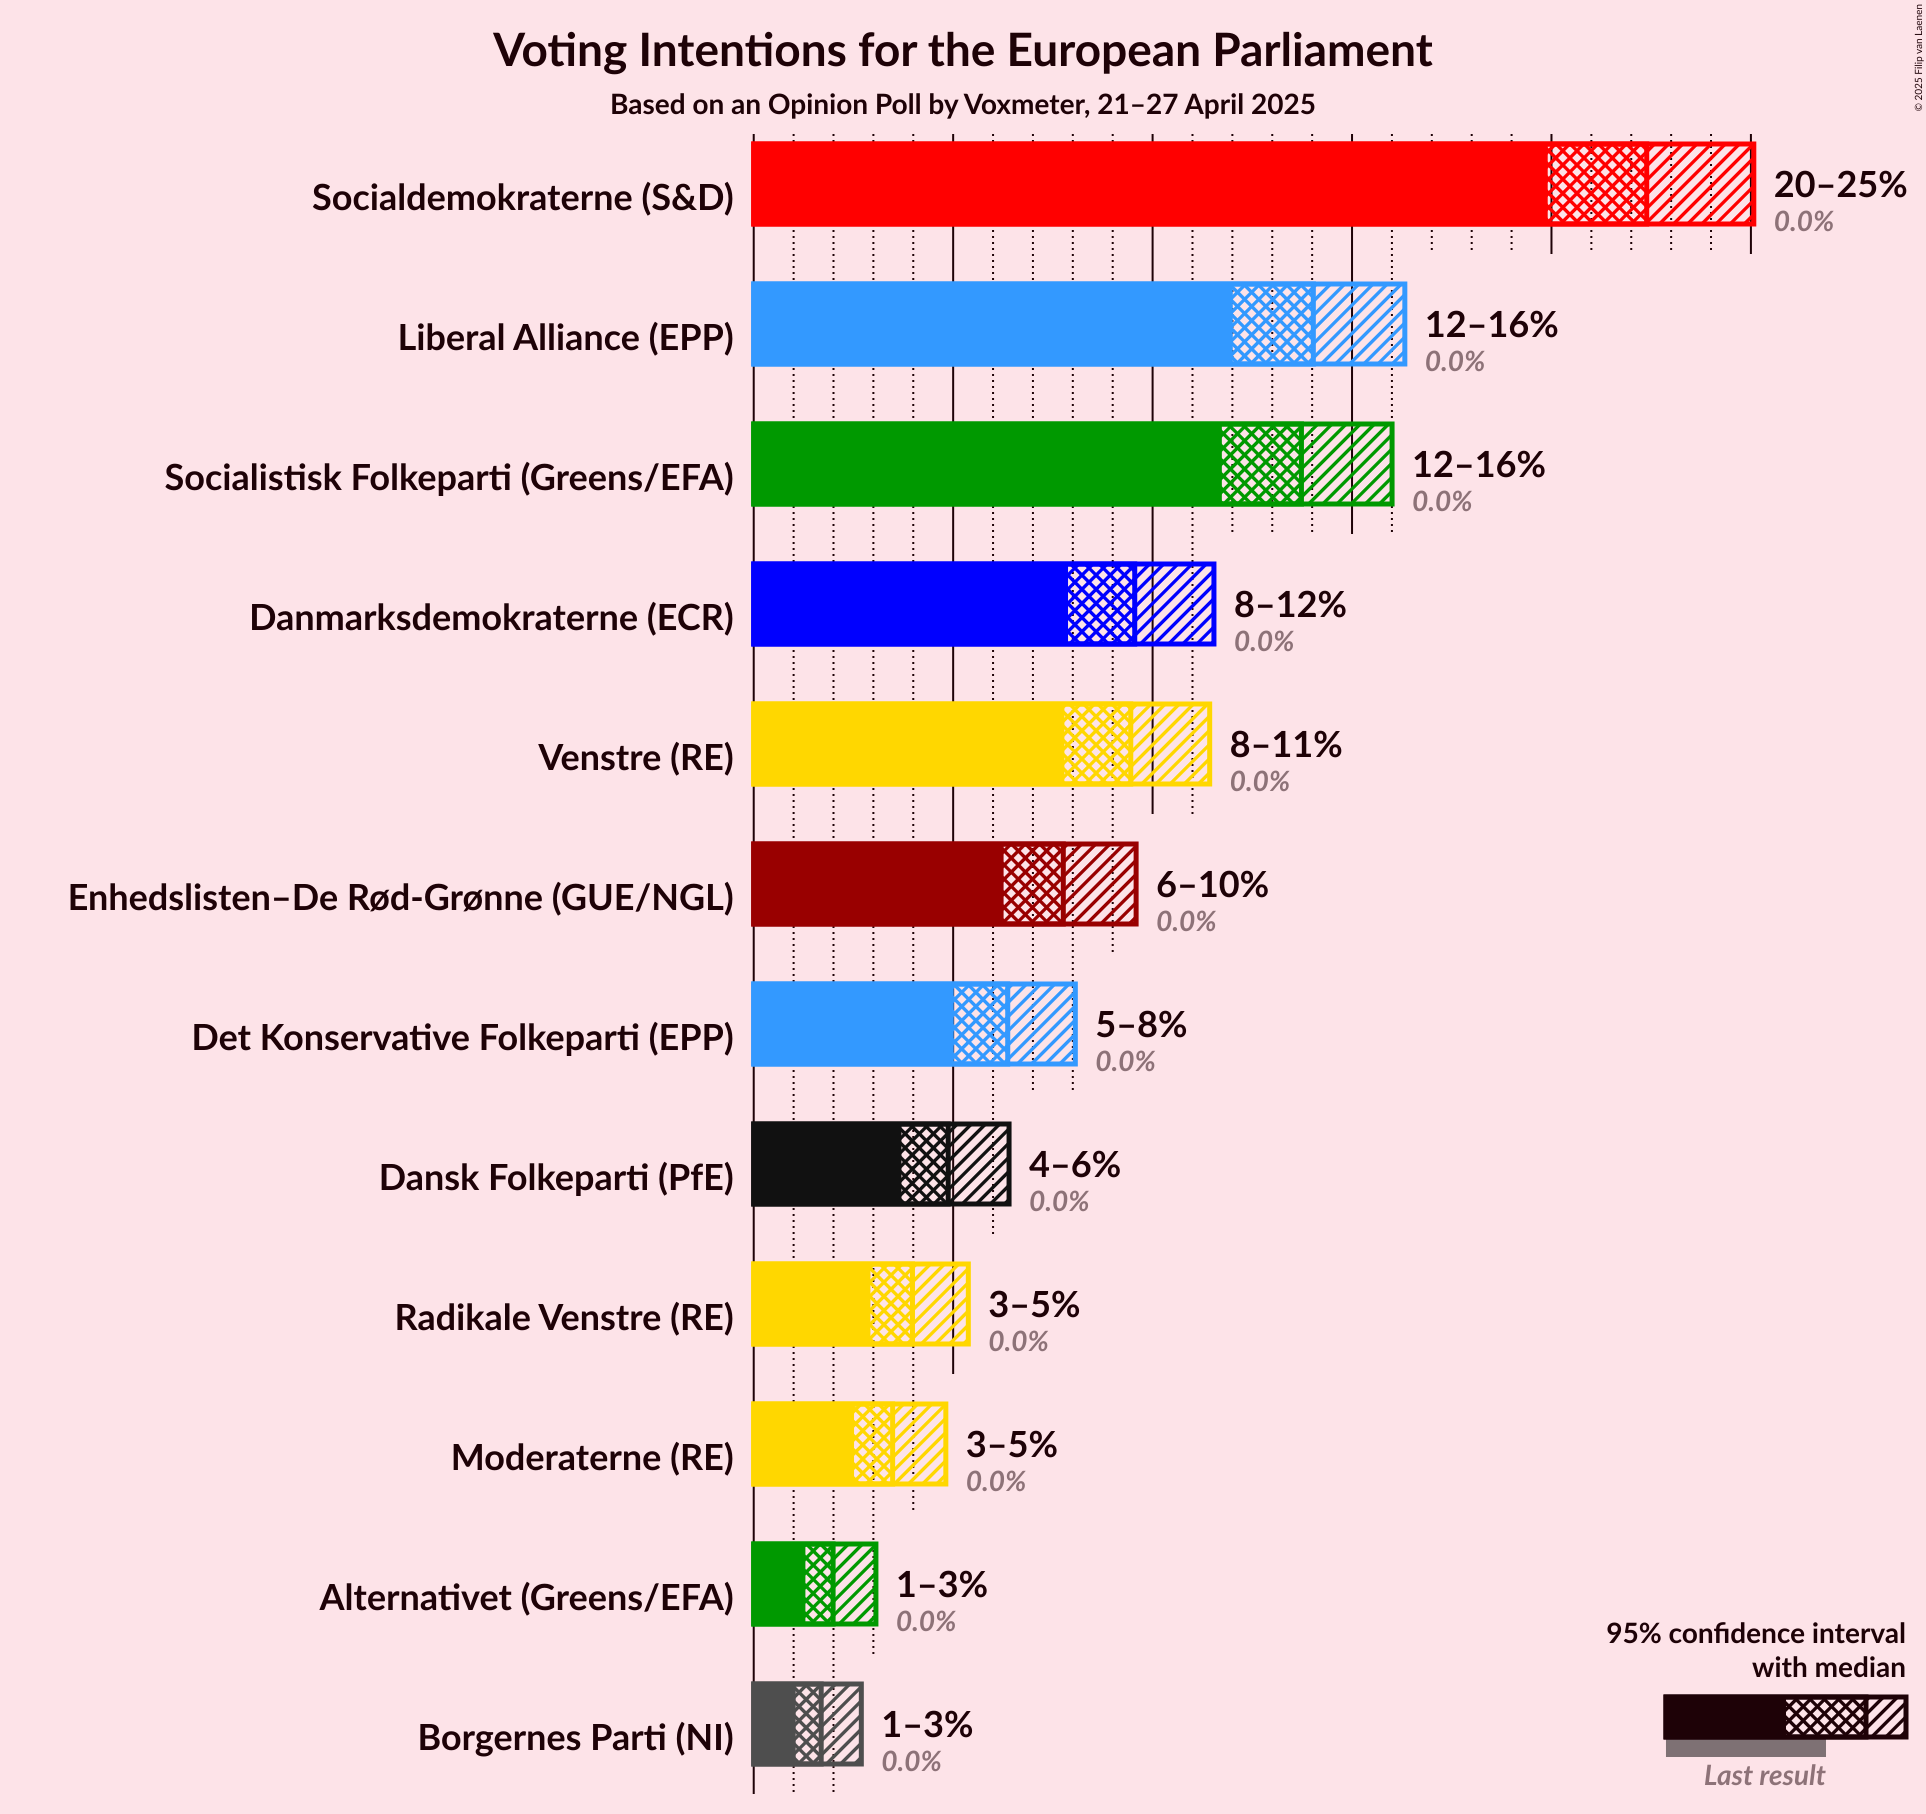 Voting Intentions for the European Parliament
Based on an Opinion Poll by Voxmeter, 21–27 April 2025
© 2025 Filip van Laenen
Socialdemokraterne (S&D)
20–25%
0.0%
Liberal Alliance (EPP)
12–16%
0.0%
Socialistisk Folkeparti (Greens/EFA)
12–16%
0.0%
Danmarksdemokraterne (ECR)
8–12%
0.0%
Venstre (RE)
8–11%
0.0%
Enhedslisten–De Rød-Grønne (GUE/NGL)
6–10%
0.0%
Det Konservative Folkeparti (EPP)
5–8%
0.0%
Dansk Folkeparti (PfE)
4–6%
0.0%
Radikale Venstre (RE)
3–5%
0.0%
Moderaterne (RE)
3–5%
0.0%
Alternativet (Greens/EFA)
1–3%
0.0%
Borgernes Parti (NI)
1–3%
0.0%
95% confidence interval
with median
Last result